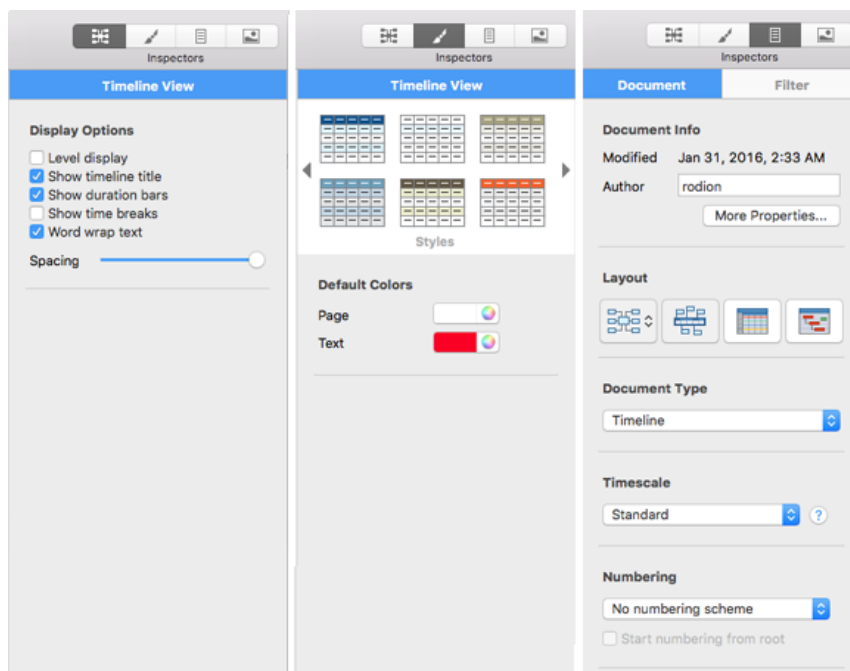 Inspectors
Timeline View
Display Options
Level display
Show timeline title
Show duration bars
Show time breaks
Word wrap text
Spacing
Inspectors
Timeline View
Styles
Default Colors
Page
Text
Inspectors
Document Filter
Document Info
Modified Jan 31, 2016, 2:33 AM
Author rodion
More Properties...
Layout
Document Type
Timeline
Timescale
Standard ?
Numbering
No numbering scheme
Start numbering from root